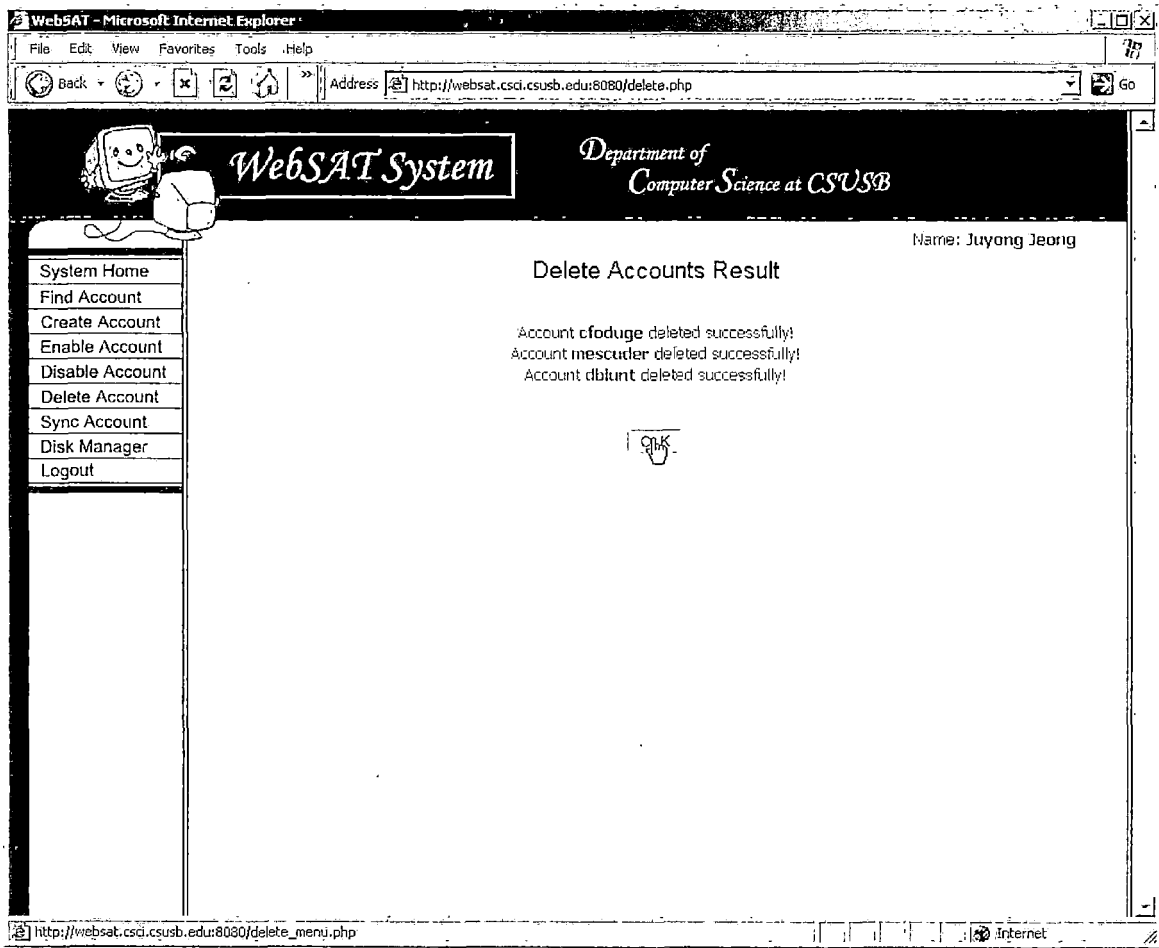 WebSAT - Microsoft Internet Explorer
File Edit View Favorites Tools Help
Back » Address http://websat.csci.csusb.edu:8080/delete.php Go
WebSAT System
Department of
Computer Science at CSUSB
Name: Juyong Jeong
Delete Accounts Result
System Home
Find Account
Create Account
Enable Account
Disable Account
Delete Account
Sync Account
Disk Manager
Logout
Account cfoduge deleted successfully!
Account mescuder deleted successfully!
Account dblunt deleted successfully!
OK
http://websat.csci.csusb.edu:8080/delete_menu.php Internet